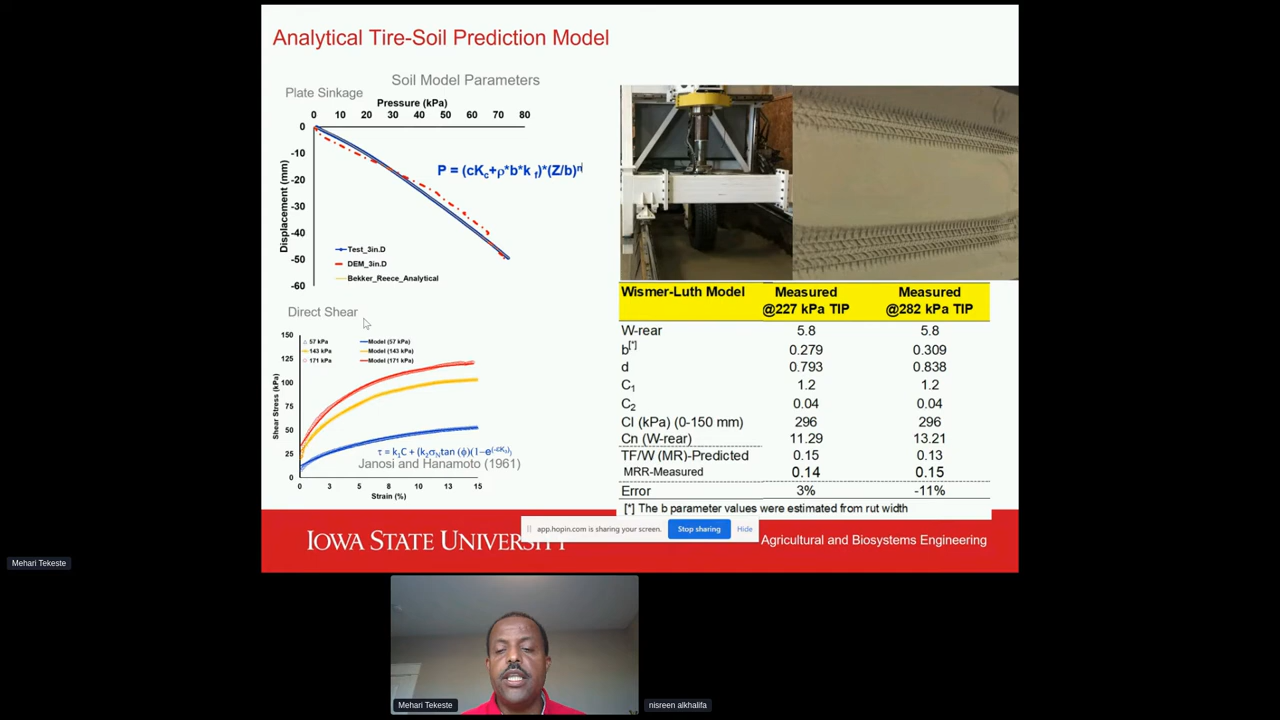 Analytical Tire-Soil Prediction Model
Soil Model Parameters
Plate Sinkage
Pressure (kPa)
0 10 20 30 40 50 60 70 80
0
-10
-20
-30
-40
-50
-60
Displacement (mm)
P = (cKc+ρ*b*k f)*(Z/b)n
Test_3in.D
DEM_3in.D
Bekker_Reece_Analytical
Direct Shear
150
125
100
75
50
25
0
Shear Stress (kPa)
57 kPa Model (57 kPa)
143 kPa Model (143 kPa)
171 kPa Model (171 kPa)
Janosi and Hanamoto (1961)
0 3 5 8 10 13 15
Strain (%)
Wismer-Luth Model Measured @227 kPa TIP Measured @282 kPa TIP
W-rear 5.8 5.8
b[*] 0.279 0.309
d 0.793 0.838
C1 1.2 1.2
C2 0.04 0.04
CI (kPa) (0-150 mm) 296 296
Cn (W-rear) 11.29 13.21
TF/W (MR)-Predicted 0.15 0.13
MRR-Measured 0.14 0.15
Error 3% -11%
[*] The b parameter values were estimated from rut width
app.hopin.com is sharing your screen. Stop sharing Hide
IOWA STATE UNIVERSITY
Agricultural and Biosystems Engineering
Mehari Tekeste
Mehari Tekeste
nisreen alkhalifa